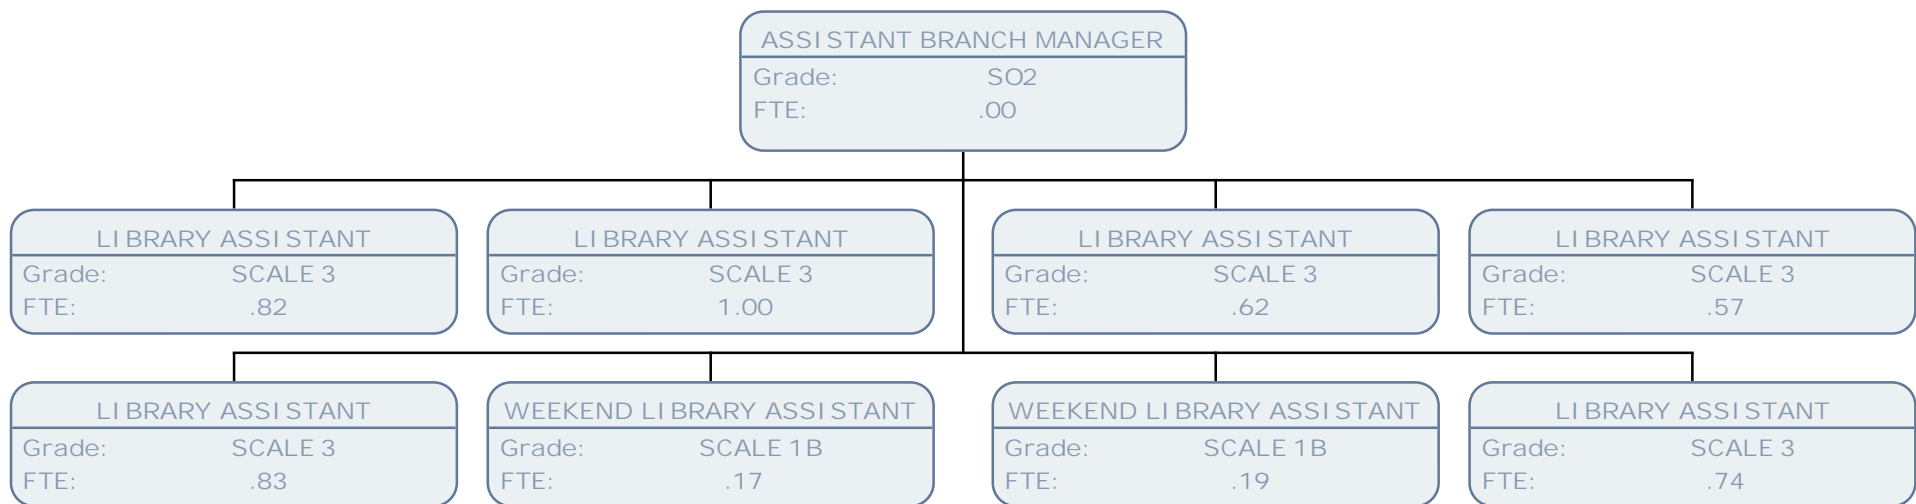 ASSISTANT BRANCH MANAGER
Grade: SO2
FTE: .00
LIBRARY ASSISTANT
Grade: SCALE 3
FTE: .82
LIBRARY ASSISTANT
Grade: SCALE 3
FTE: 1.00
LIBRARY ASSISTANT
Grade: SCALE 3
FTE: .62
LIBRARY ASSISTANT
Grade: SCALE 3
FTE: .57
LIBRARY ASSISTANT
Grade: SCALE 3
FTE: .83
WEEKEND LIBRARY ASSISTANT
Grade: SCALE 1B
FTE: .17
WEEKEND LIBRARY ASSISTANT
Grade: SCALE 1B
FTE: .19
LIBRARY ASSISTANT
Grade: SCALE 3
FTE: .74